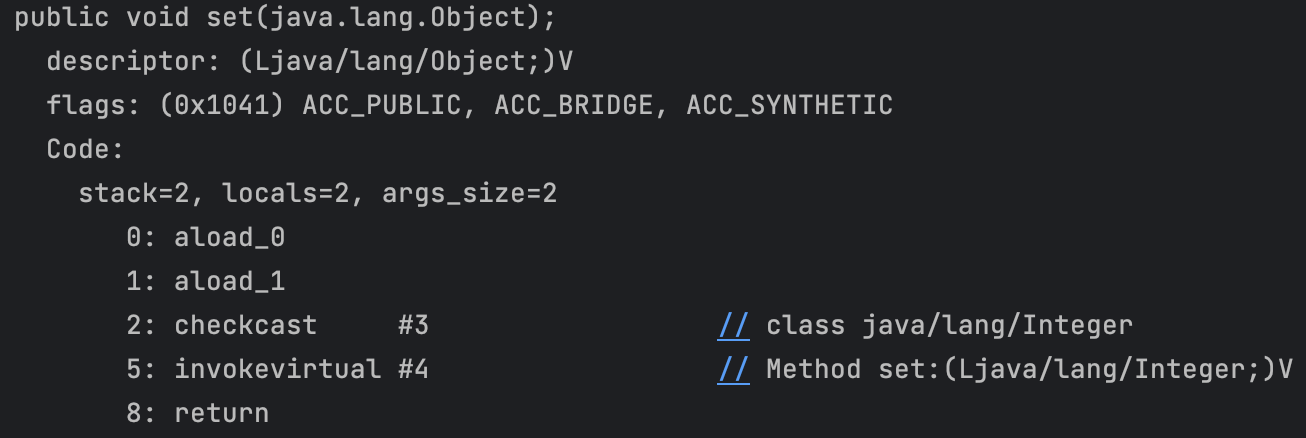 public void set(java.lang.Object);
  descriptor: (Ljava/lang/Object;)V
  flags: (0x1041) ACC_PUBLIC, ACC_BRIDGE, ACC_SYNTHETIC
  Code:
    stack=2, locals=2, args_size=2
       0: aload_0
       1: aload_1
       2: checkcast     #3                  // class java/lang/Integer
       5: invokevirtual #4                  // Method set:(Ljava/lang/Integer;)V
       8: return